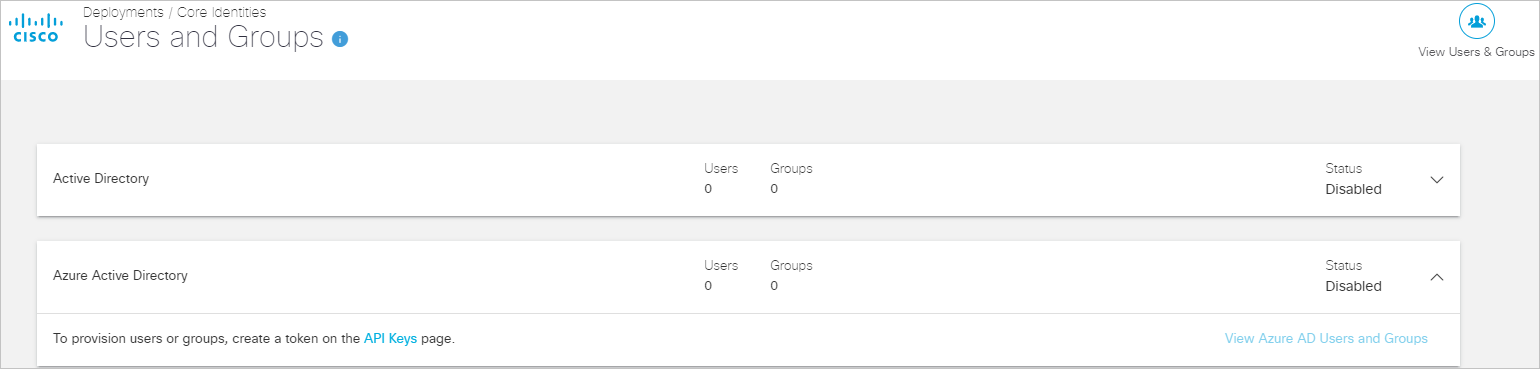 Deployments / Core Identities
CISCO
Users and Groups
i
View Users & Groups
Active Directory
Users
0
Groups
0
Status
Disabled
Azure Active Directory
Users
0
Groups
0
Status
Disabled
To provision users or groups, create a token on the API Keys page.
View Azure AD Users and Groups